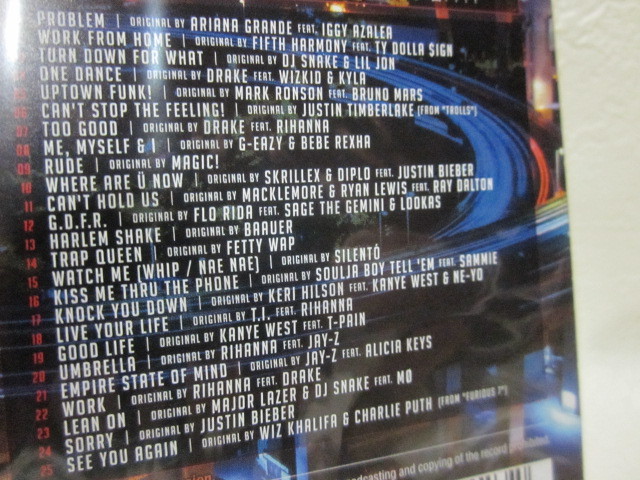 PROBLEM | ORIGINAL BY ARIANA GRANDE FEAT. IGGY AZALEA
WORK FROM HOME | ORIGINAL BY FIFTH HARMONY FEAT. TY DOLLA $IGN
TURN DOWN FOR WHAT | ORIGINAL BY DJ SNAKE & LIL JON
ONE DANCE | ORIGINAL BY DRAKE FEAT. WIZKID & KYLA
05 UPTOWN FUNK! | ORIGINAL BY MARK RONSON FEAT. BRUNO MARS
06 CAN'T STOP THE FEELING! | ORIGINAL BY JUSTIN TIMBERLAKE (FROM "TROLLS")
07 TOO GOOD | ORIGINAL BY DRAKE FEAT. RIHANNA
08 ME, MYSELF & I | ORIGINAL BY G-EAZY & BEBE REXHA
09 RUDE | ORIGINAL BY MAGIC!
10 WHERE ARE Ü NOW | ORIGINAL BY SKRILLEX & DIPLO FEAT. JUSTIN BIEBER
11 CAN'T HOLD US | ORIGINAL BY MACKLEMORE & RYAN LEWIS FEAT. RAY DALTON
12 G.D.F.R. | ORIGINAL BY FLO RIDA FEAT. SAGE THE GEMINI & LOOKAS
13 HARLEM SHAKE | ORIGINAL BY BAAUER
14 TRAP QUEEN | ORIGINAL BY FETTY WAP
15 WATCH ME (WHIP / NAE NAE) | ORIGINAL BY SILENTÓ
16 KISS ME THRU THE PHONE | ORIGINAL BY SOULJA BOY TELL 'EM FEAT. SAMMIE
17 KNOCK YOU DOWN | ORIGINAL BY KERI HILSON FEAT. KANYE WEST & NE-YO
18 LIVE YOUR LIFE | ORIGINAL BY T.I. FEAT. RIHANNA
19 GOOD LIFE | ORIGINAL BY KANYE WEST FEAT. T-PAIN
20 UMBRELLA | ORIGINAL BY RIHANNA FEAT. JAY-Z
21 EMPIRE STATE OF MIND | ORIGINAL BY JAY-Z FEAT. ALICIA KEYS
22 WORK | ORIGINAL BY RIHANNA FEAT. DRAKE
23 LEAN ON | ORIGINAL BY MAJOR LAZER & DJ SNAKE FEAT. MO
24 SORRY | ORIGINAL BY JUSTIN BIEBER
25 SEE YOU AGAIN | ORIGINAL BY WIZ KHALIFA & CHARLIE PUTH (FROM "FURIOUS 7")
adcasting and copying of the record